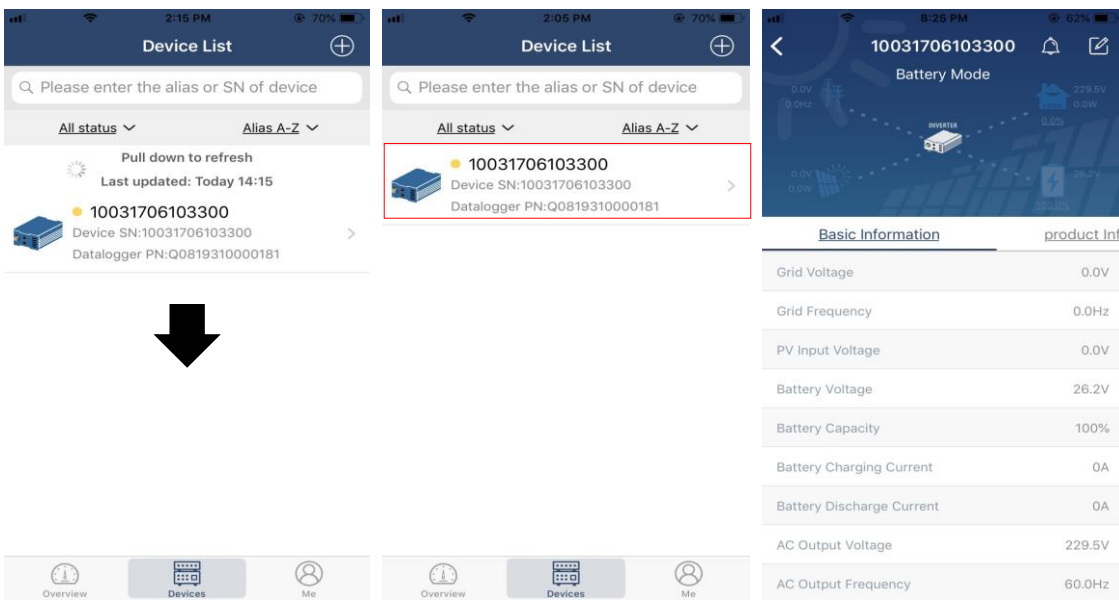 2:15 PM
70%
Device List
Please enter the alias or SN of device
All status
Alias A-Z
Pull down to refresh
Last updated: Today 14:15
10031706103300
Device SN:10031706103300
Datalogger PN:Q0819310000181
Overview
Devices
Me
2:05 PM
70%
Device List
Please enter the alias or SN of device
All status
Alias A-Z
10031706103300
Device SN:10031706103300
Datalogger PN:Q0819310000181
Overview
Devices
Me
8:25 PM
62%
10031706103300
Battery Mode
0.0V
0.0Hz
229.5V
0.0W
0.0%
INVERTER
0.0V
0.0W
26.2V
100.0%
Basic Information
product Inf
Grid Voltage
0.0V
Grid Frequency
0.0Hz
PV Input Voltage
0.0V
Battery Voltage
26.2V
Battery Capacity
100%
Battery Charging Current
0A
Battery Discharge Current
0A
AC Output Voltage
229.5V
AC Output Frequency
60.0Hz